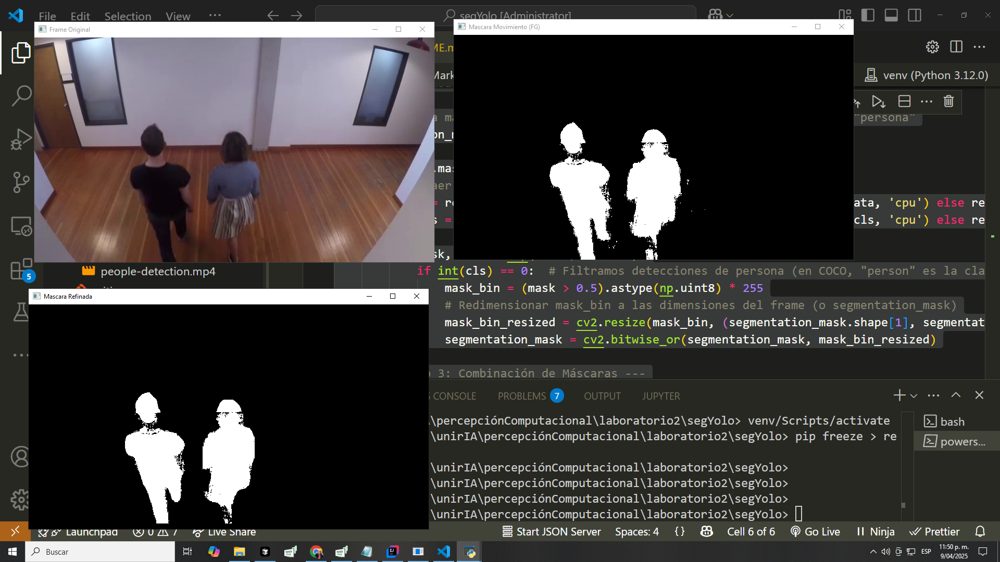 File Edit Selection View ···
segYolo [Administrator]
Frame Original
Mascara Movimiento (FG)
ME.m
Mark
venv (Python 3.12.0)
"persona"
on_m
.mas
aer
= re
ata, 'cpu') else re
s =
cls, 'cpu') else re
sk,
people-detection.mp4
if int(cls) == 0:  # Filtramos detecciones de persona (en COCO, "person" es la cla
mask_bin = (mask > 0.5).astype(np.uint8) * 255
# Redimensionar mask_bin a las dimensiones del frame (o segmentation_mask)
mask_bin_resized = cv2.resize(mask_bin, (segmentation_mask.shape[1], segmentat
segmentation_mask = cv2.bitwise_or(segmentation_mask, mask_bin_resized)
5
Mascara Refinada
3: Combinación de Máscaras ---
CONSOLE PROBLEMS 7 OUTPUT JUPYTER
\percepciónComputacional\laboratorio2\segYolo> venv/Scripts/activate
\unirIA\percepciónComputacional\laboratorio2\segYolo> pip freeze > re
\unirIA\percepciónComputacional\laboratorio2\segYolo>
\unirIA\percepciónComputacional\laboratorio2\segYolo>
\unirIA\percepciónComputacional\laboratorio2\segYolo>
\unirIA\percepciónComputacional\laboratorio2\segYolo>
bash
powers...
Launchpad 0 7 Live Share Start JSON Server Spaces: 4 {} Cell 6 of 6 Go Live Ninja Prettier
Buscar
ESP
11:50 p. m.
9/04/2025